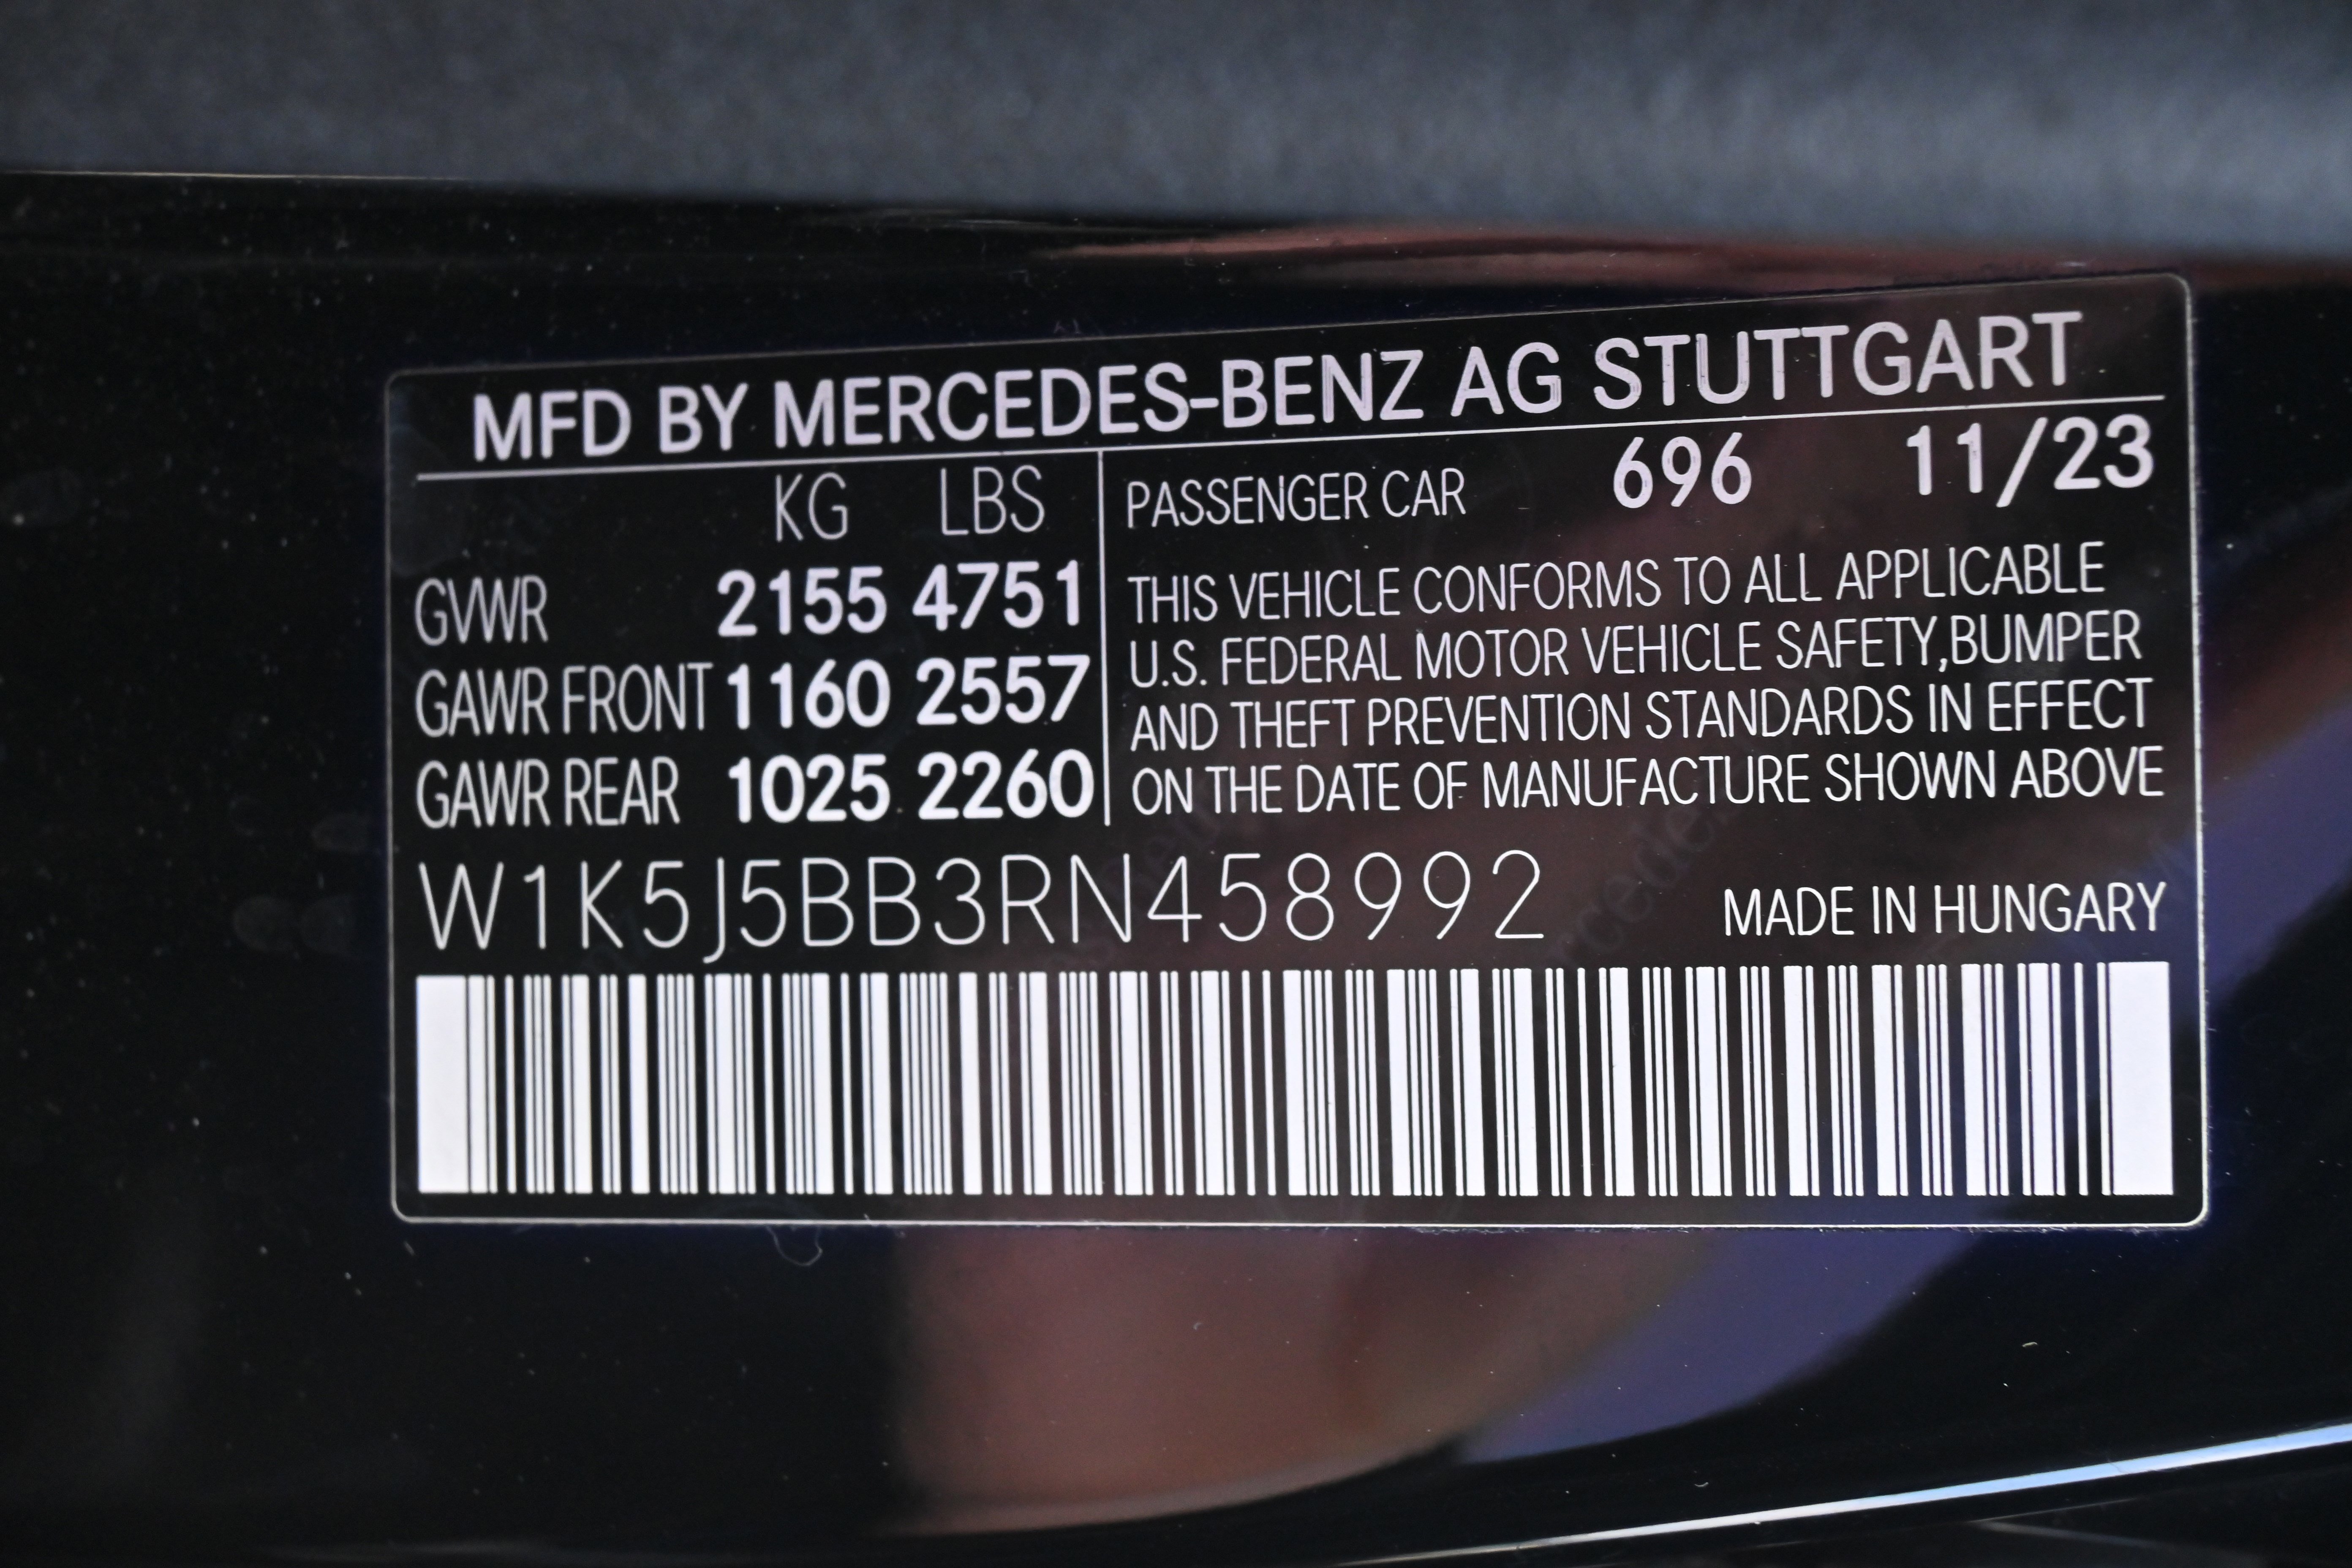 MFD BY MERCEDES-BENZ AG STUTTGART
KG LBS
GVWR 2155 4751
GAWR FRONT 1160 2557
GAWR REAR 1025 2260
PASSENGER CAR 696 11/23
THIS VEHICLE CONFORMS TO ALL APPLICABLE
U.S. FEDERAL MOTOR VEHICLE SAFETY,BUMPER
AND THEFT PREVENTION STANDARDS IN EFFECT
ON THE DATE OF MANUFACTURE SHOWN ABOVE
W1K5J5BB3RN458992
MADE IN HUNGARY